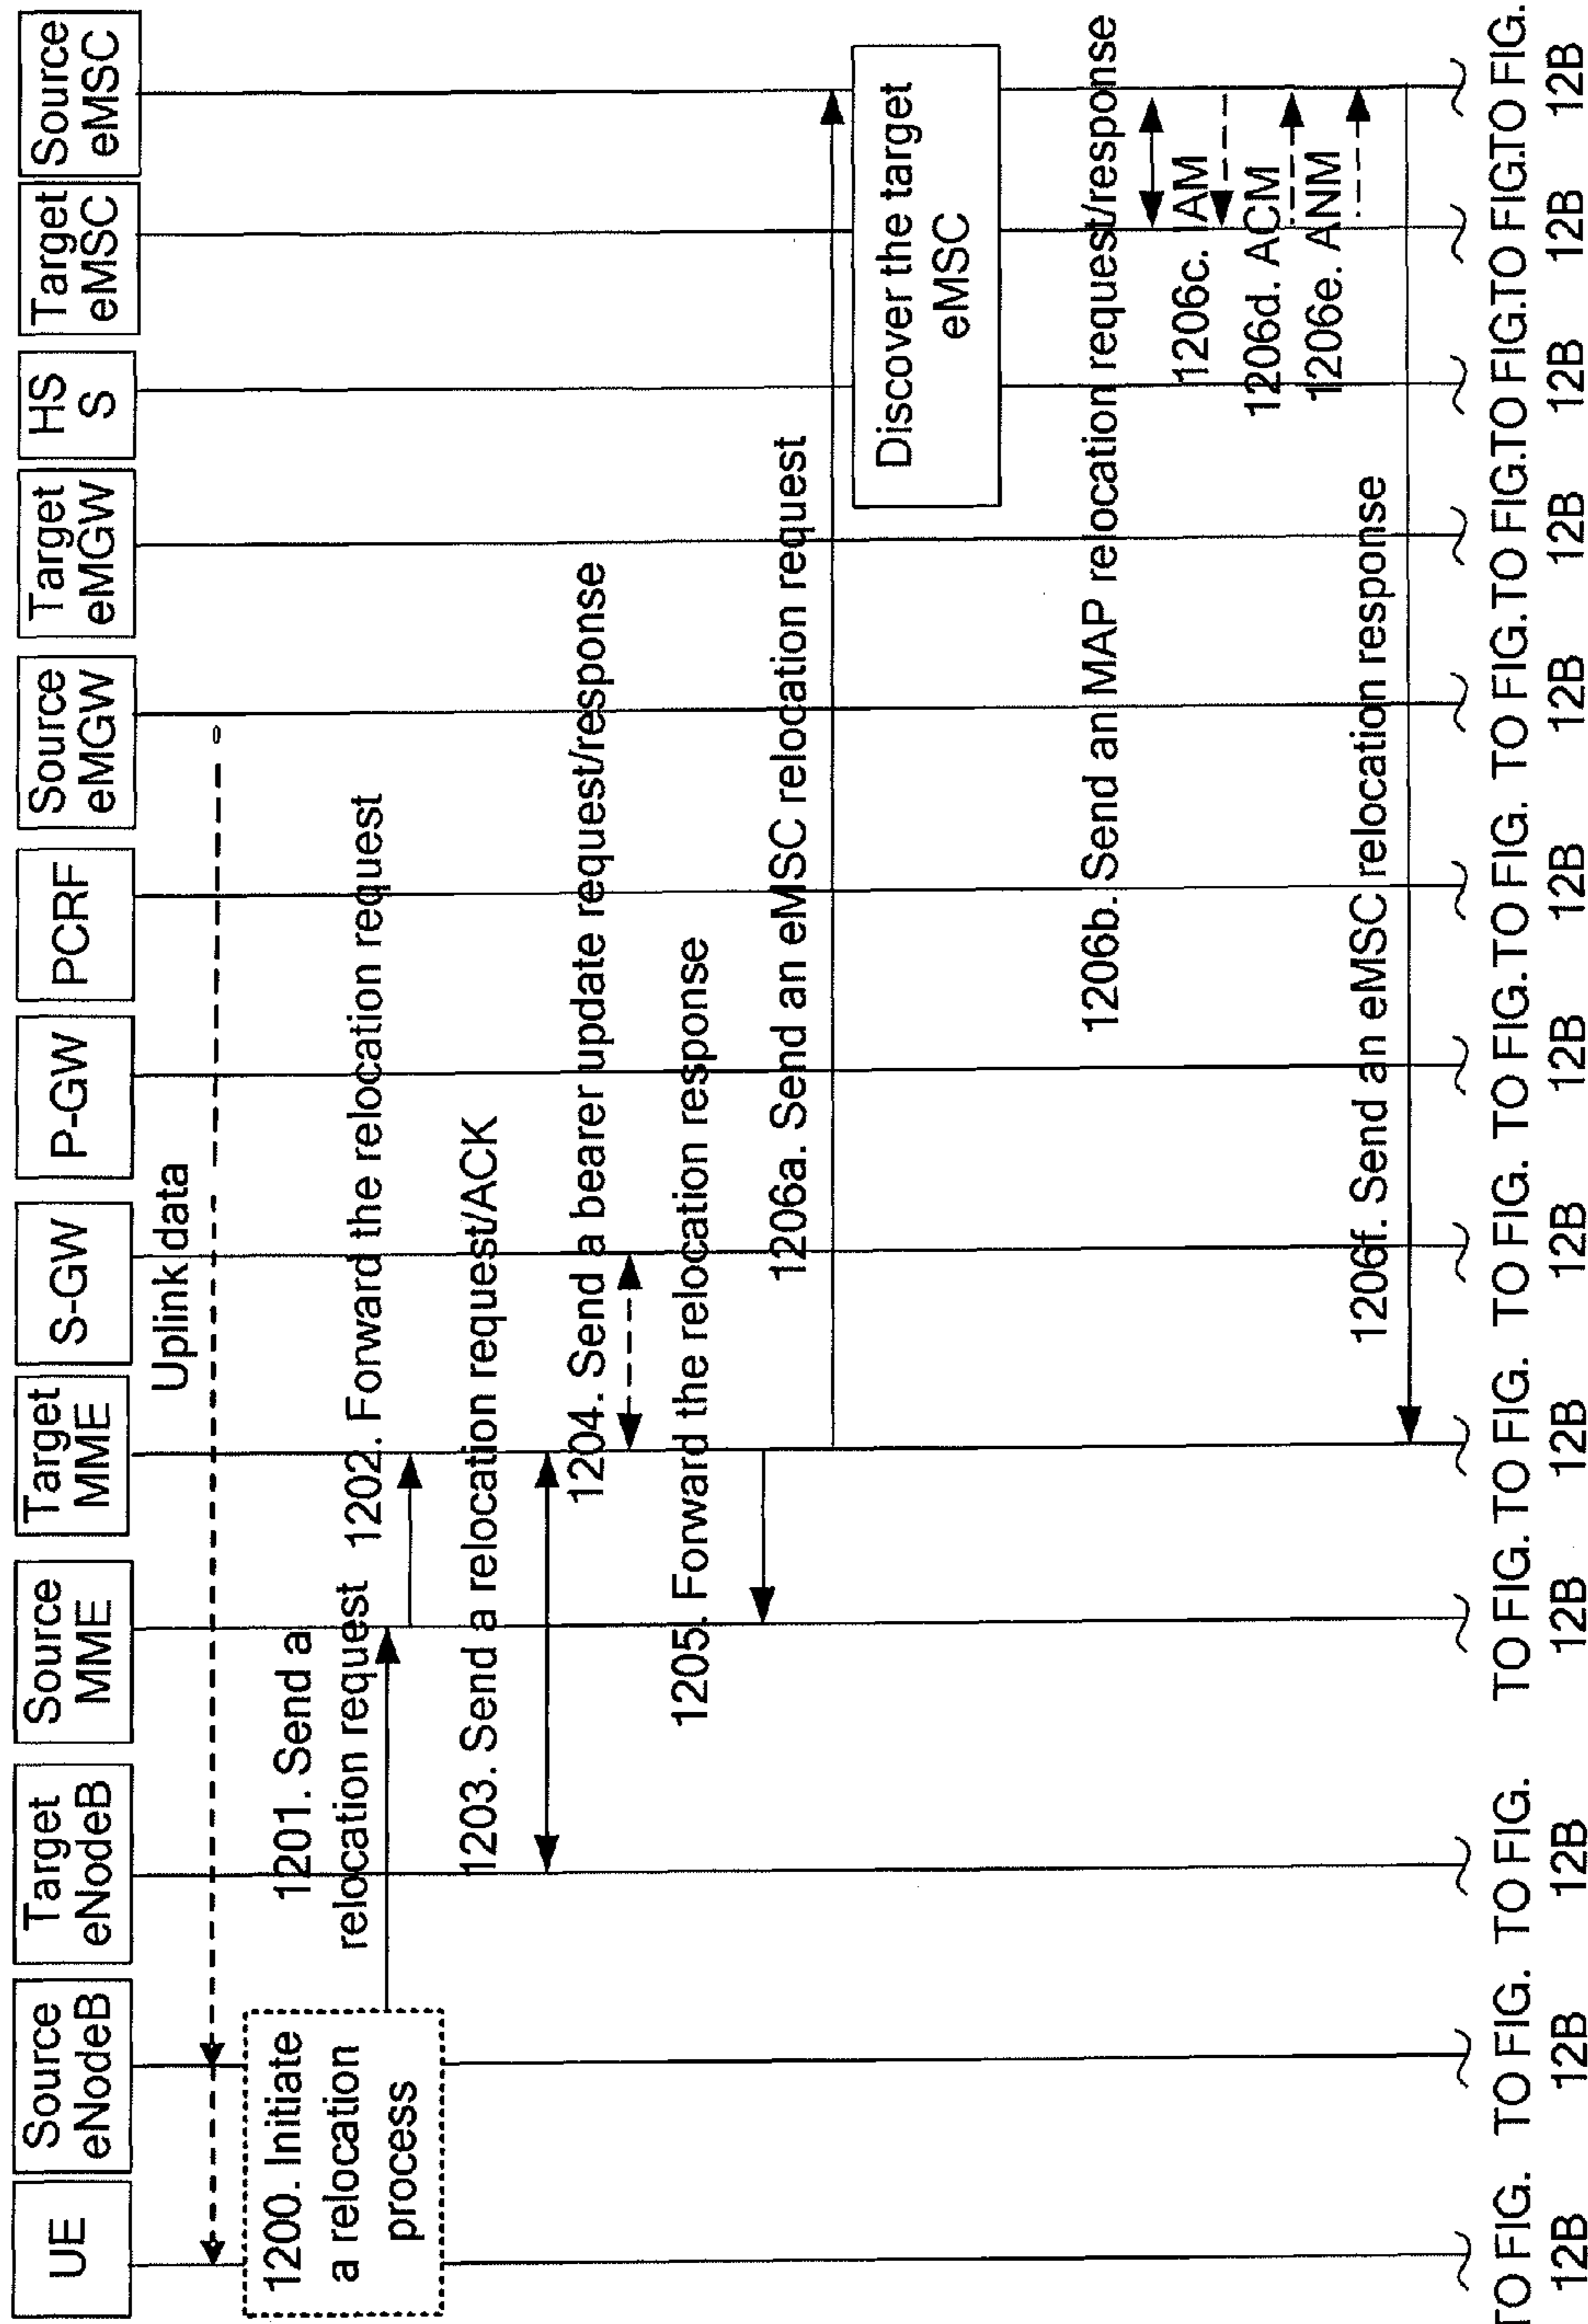 UE
Source
eNodeB
Target
eNodeB
Source
MME
Target
MME
S-GW
P-GW
PCRF
Source
eMGW
Target
eMGW
HS
S
Target
eMSC
Source
eMSC
Uplink data
1200. Initiate
a relocation
process
1201. Send a
relocation request
1202. Forward the relocation request
1203. Send a relocation request/ACK
1204. Send a bearer update request/response
1205. Forward the relocation response
1206a. Send an eMSC relocation request
Discover the target
eMSC
1206b. Send an MAP relocation request/response
1206c. IAM
1206d. ACM
1206e. ANM
1206f. Send an eMSC relocation response
TO FIG. TO FIG. TO FIG. TO FIG. TO FIG. TO FIG. TO FIG. TO FIG. TO FIG. TO FIG. TO FIG. TO FIG. TO FIG.
12B 12B 12B 12B 12B 12B 12B 12B 12B 12B 12B 12B 12B